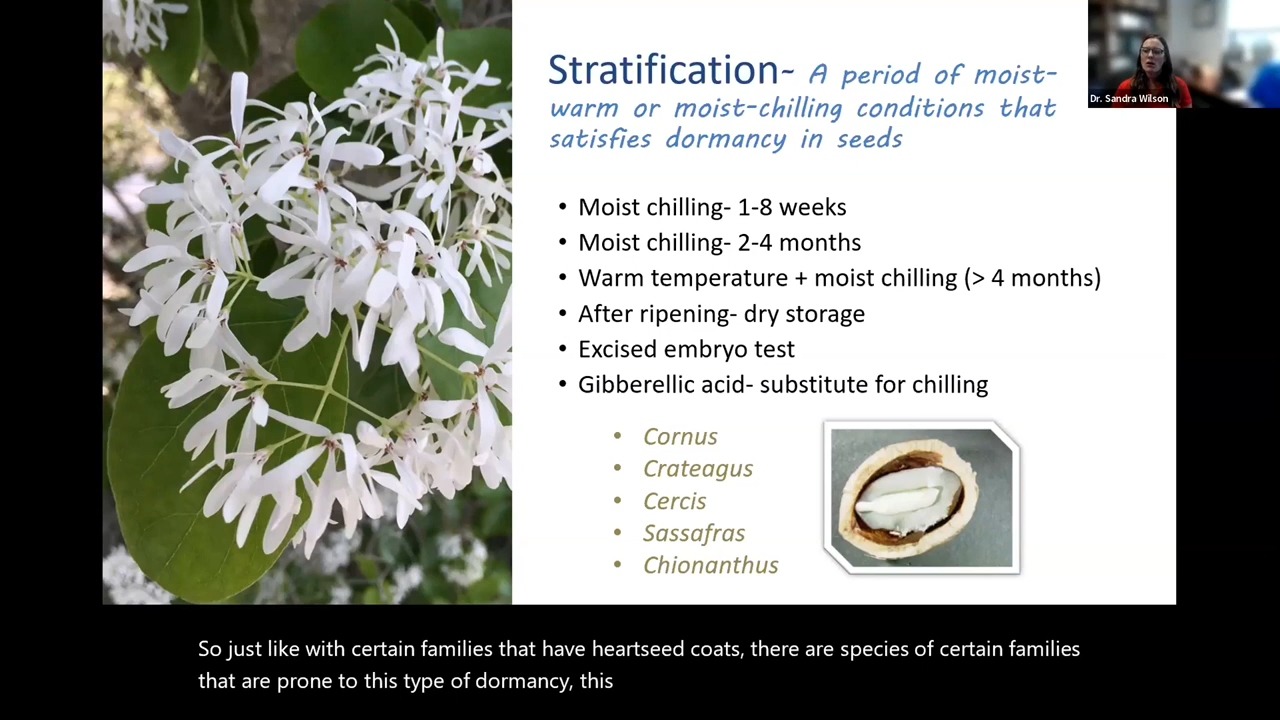 Stratification~ A period of moist-
warm or moist-chilling conditions that
satisfies dormancy in seeds
Dr. Sandra Wilson
• Moist chilling- 1-8 weeks
• Moist chilling- 2-4 months
• Warm temperature + moist chilling (> 4 months)
• After ripening- dry storage
• Excised embryo test
• Gibberellic acid- substitute for chilling
• Cornus
• Crateagus
• Cercis
• Sassafras
• Chionanthus
So just like with certain families that have heartseed coats, there are species of certain families
that are prone to this type of dormancy, this